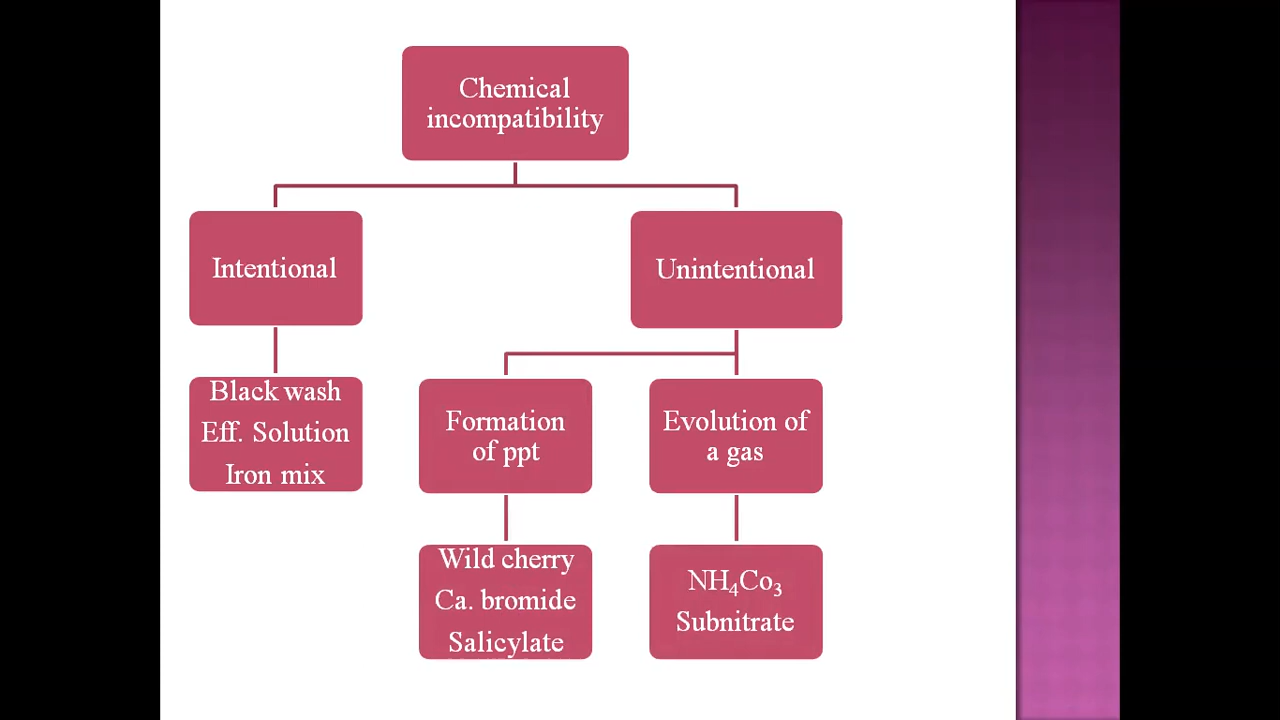 Chemical
incompatibility
Intentional
Unintentional
Black wash
Eff. Solution
Iron mix
Formation
of ppt
Evolution of
a gas
Wild cherry
Ca. bromide
Salicylate
NH₄Co₃
Subnitrate